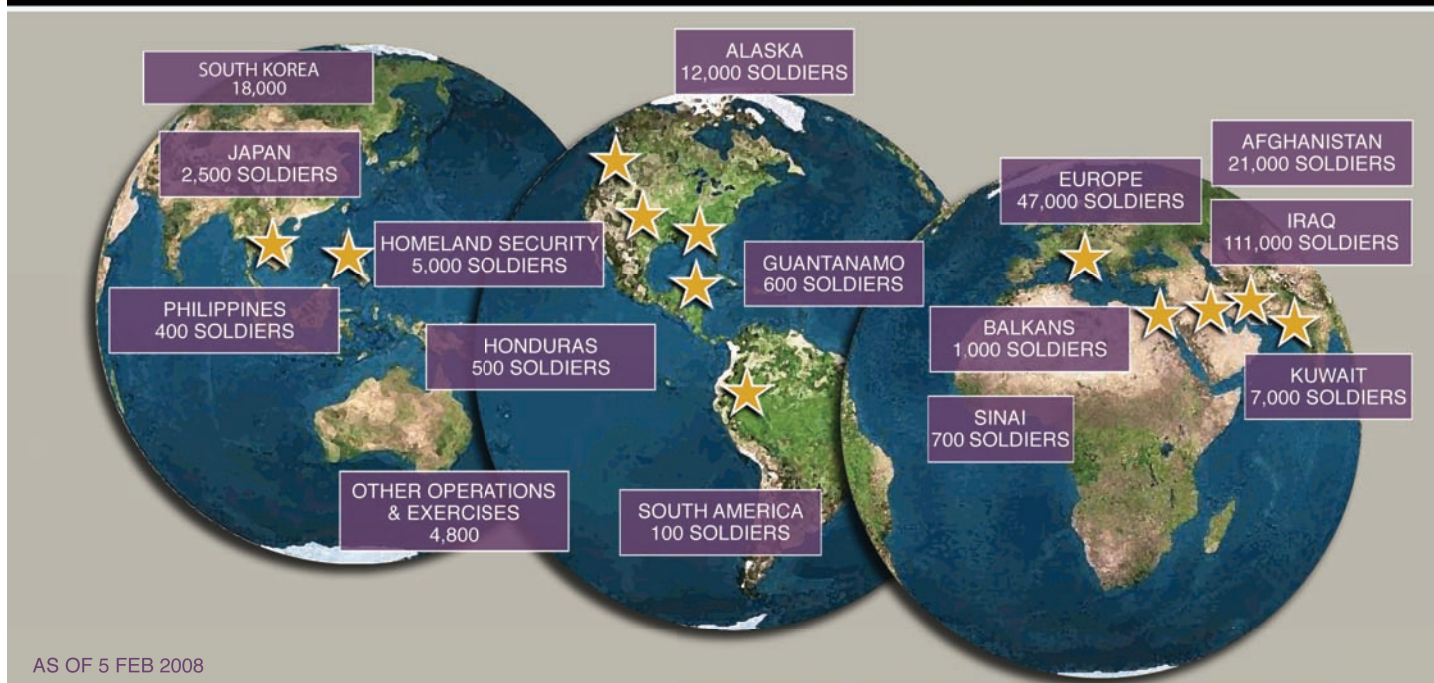 SOUTH KOREA
18,000
JAPAN
2,500 SOLDIERS
PHILIPPINES
400 SOLDIERS
HOMELAND SECURITY
5,000 SOLDIERS
HONDURAS
500 SOLDIERS
OTHER OPERATIONS
& EXERCISES
4,800
ALASKA
12,000 SOLDIERS
GUANTANAMO
600 SOLDIERS
SOUTH AMERICA
100 SOLDIERS
EUROPE
47,000 SOLDIERS
AFGHANISTAN
21,000 SOLDIERS
IRAQ
111,000 SOLDIERS
BALKANS
1,000 SOLDIERS
KUWAIT
7,000 SOLDIERS
SINAI
700 SOLDIERS
AS OF 5 FEB 2008